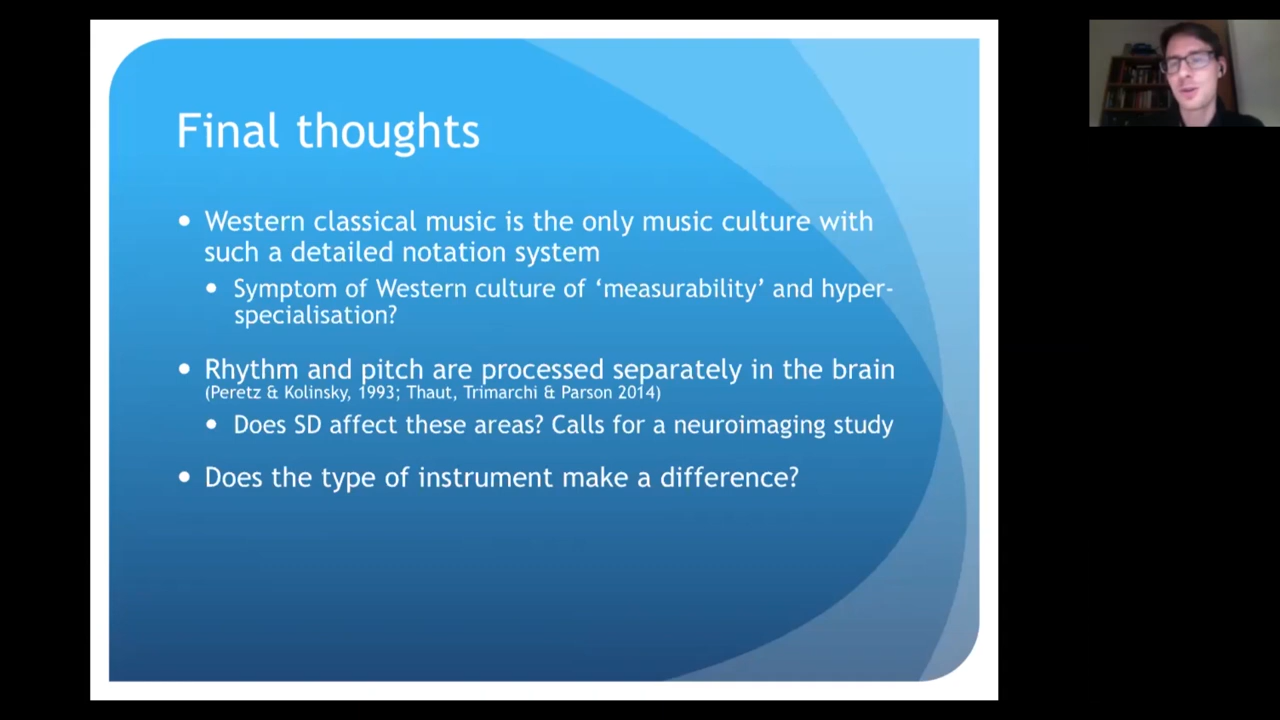 Final thoughts
• Western classical music is the only music culture with
such a detailed notation system
• Symptom of Western culture of ‘measurability’ and hyper-
specialisation?
• Rhythm and pitch are processed separately in the brain
(Peretz & Kolinsky, 1993; Thaut, Trimarchi & Parson 2014)
• Does SD affect these areas? Calls for a neuroimaging study
• Does the type of instrument make a difference?